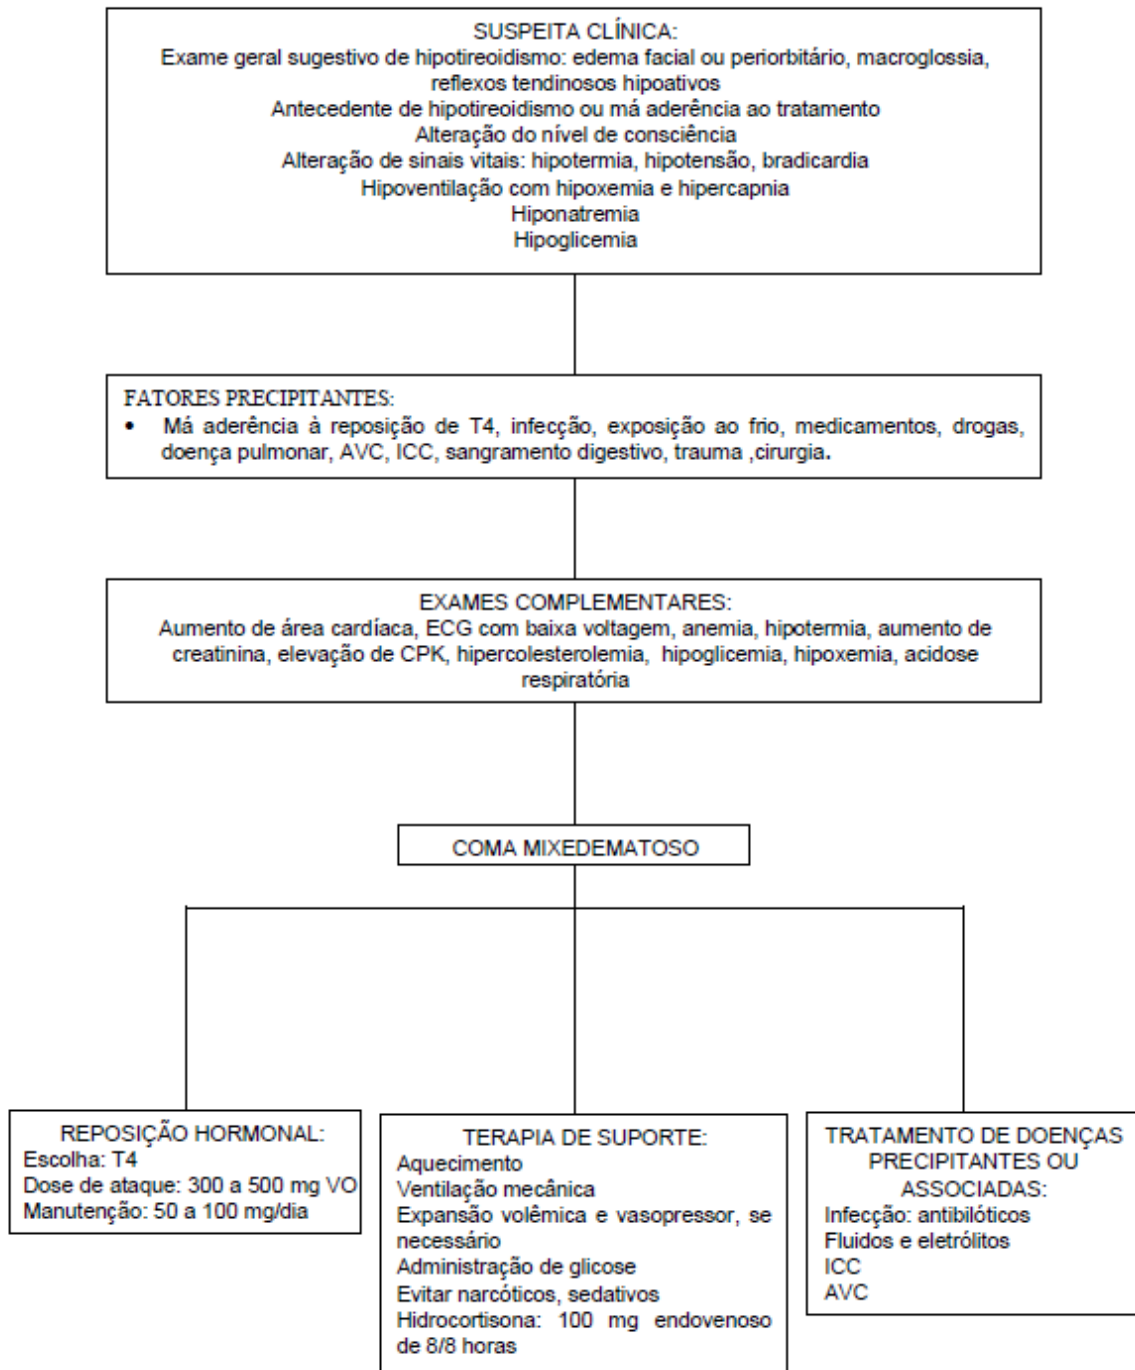 SUSPEITA CLÍNICA:
Exame geral sugestivo de hipotireoidismo: edema facial ou periorbitário, macroglossia,
reflexos tendinosos hipoativos
Antecedente de hipotireoidismo ou má aderência ao tratamento
Alteração do nível de consciência
Alteração de sinais vitais: hipotermia, hipotensão, bradicardia
Hipoventilação com hipoxemia e hipercapnia
Hiponatremia
Hipoglicemia
FATORES PRECIPITANTES:
• Má aderência à reposição de T4, infecção, exposição ao frio, medicamentos, drogas,
doença pulmonar, AVC, ICC, sangramento digestivo, trauma ,cirurgia.
EXAMES COMPLEMENTARES:
Aumento de área cardíaca, ECG com baixa voltagem, anemia, hipotermia, aumento de
creatinina, elevação de CPK, hipercolesterolemia, hipoglicemia, hipoxemia, acidose
respiratória
COMA MIXEDEMATOSO
REPOSIÇÃO HORMONAL:
Escolha: T4
Dose de ataque: 300 a 500 mg VO
Manutenção: 50 a 100 mg/dia
TERAPIA DE SUPORTE:
Aquecimento
Ventilação mecânica
Expansão volêmica e vasopressor, se
necessário
Administração de glicose
Evitar narcóticos, sedativos
Hidrocortisona: 100 mg endovenoso
de 8/8 horas
TRATAMENTO DE DOENÇAS
PRECIPITANTES OU
ASSOCIADAS:
Infecção: antibilóticos
Fluidos e eletrólitos
ICC
AVC